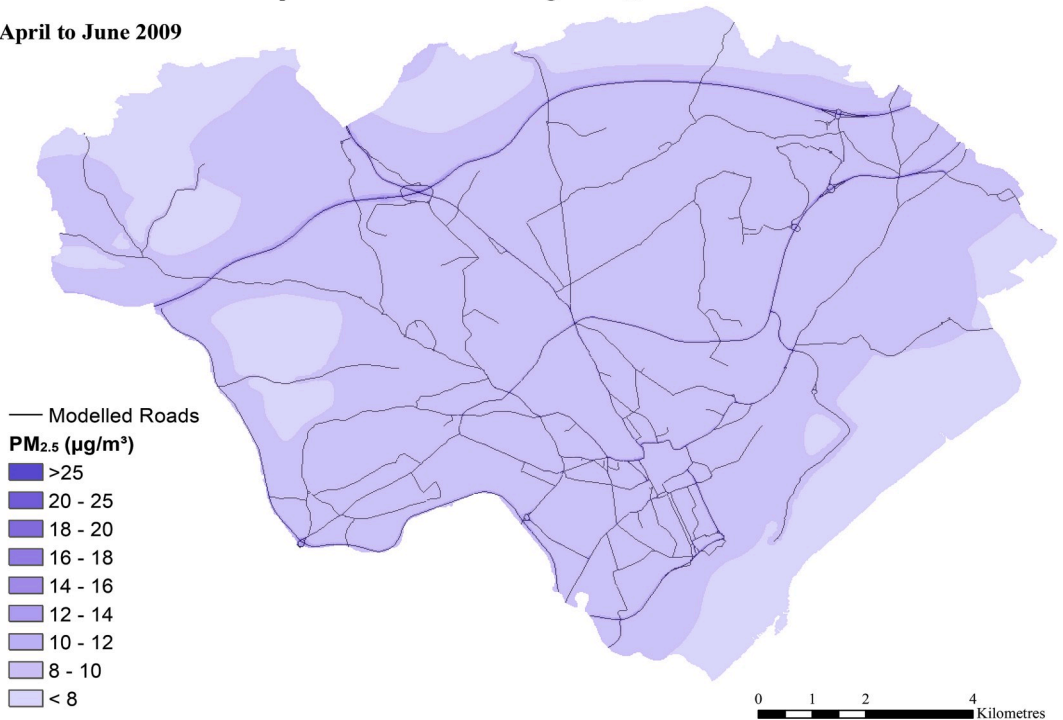 April to June 2009
Modelled Roads
PM2.5 (µg/m³)
>25
20 - 25
18 - 20
16 - 18
14 - 16
12 - 14
10 - 12
8 - 10
< 8
0 1 2 4
Kilometres